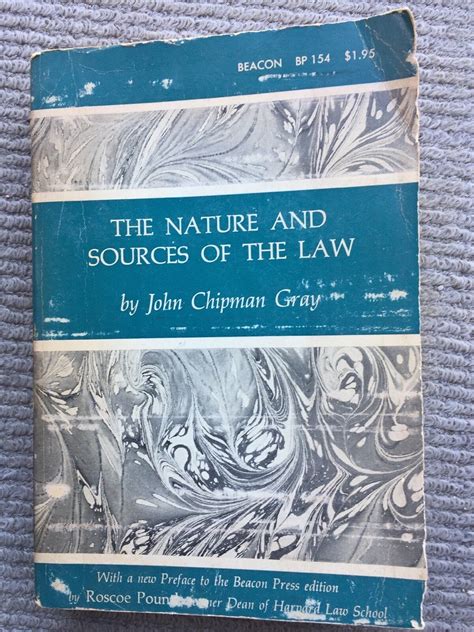 BEACON BP 154 $1.95
THE NATURE AND
SOURCES OF THE LAW
by John Chipman Gray
With a new Preface to the Beacon Press edition
by Roscoe Pound Dean of Harvard Law School